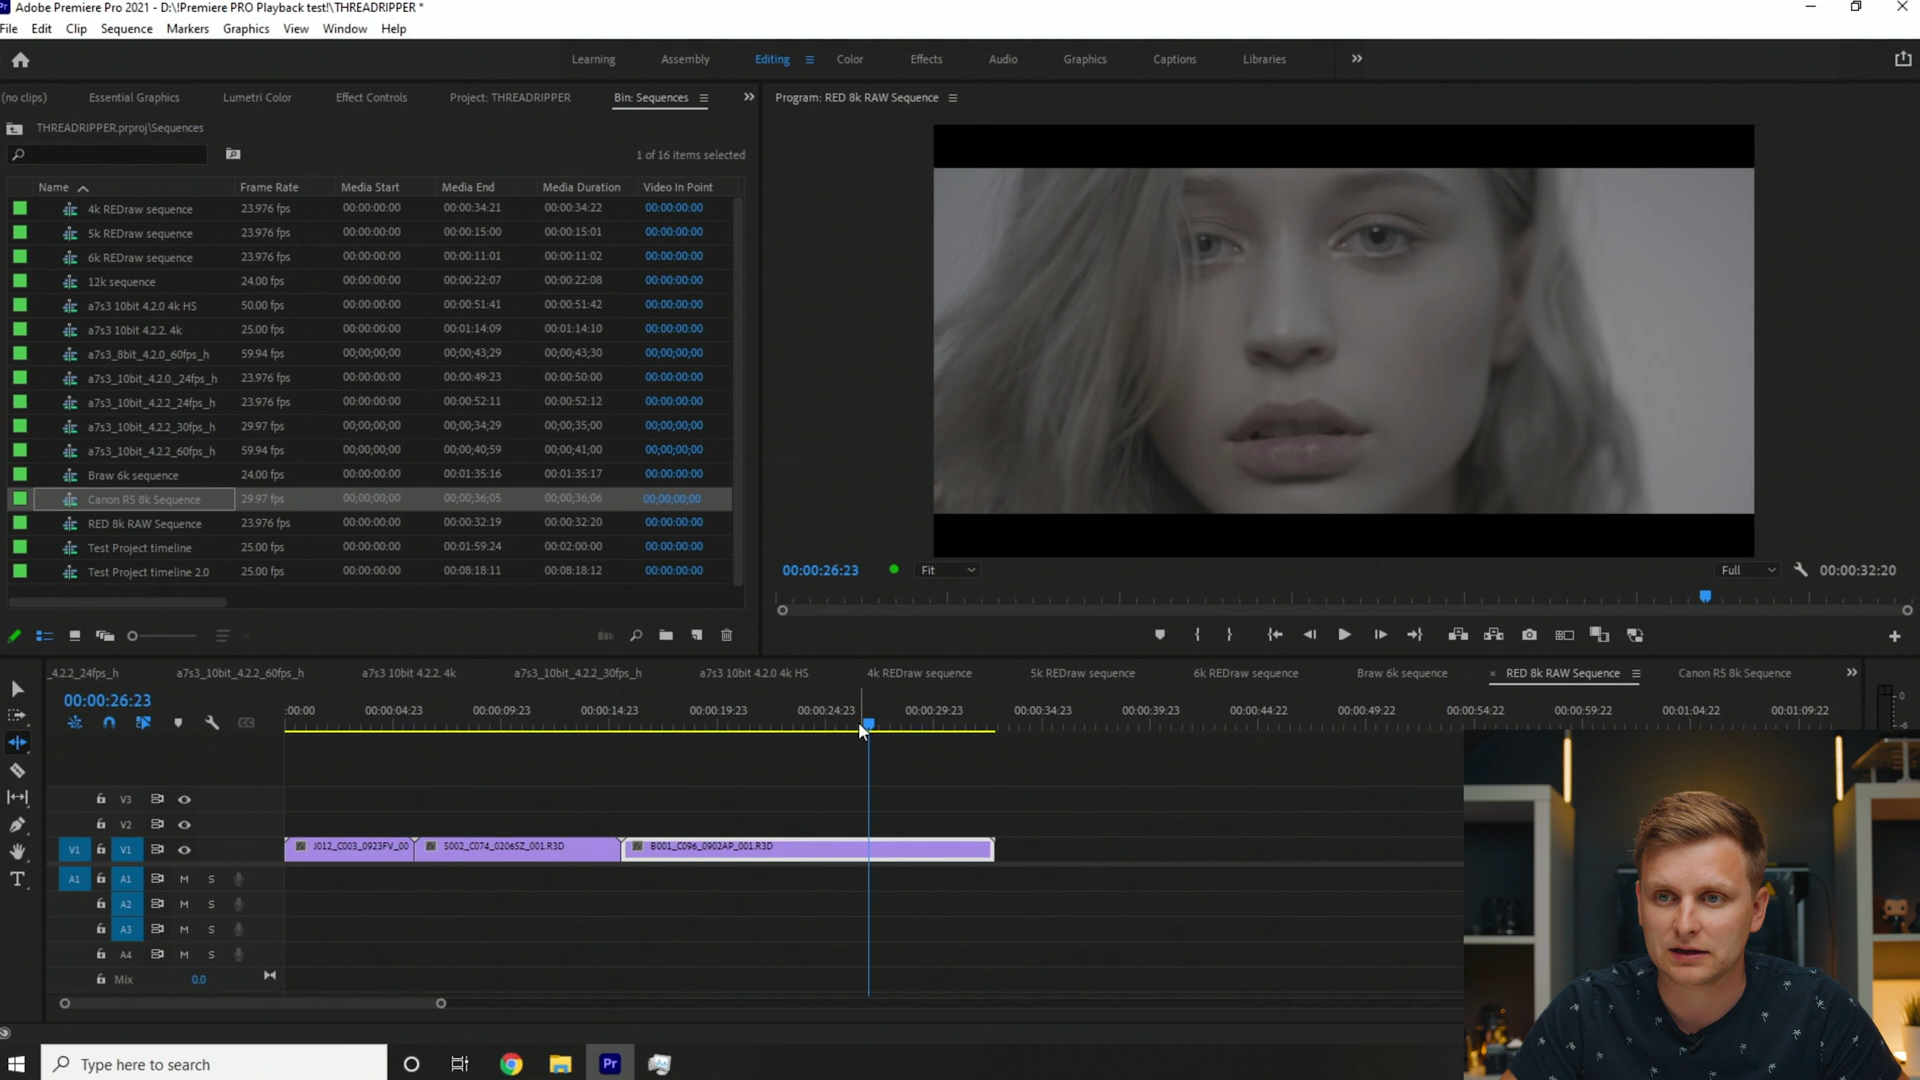 Adobe Premiere Pro 2021 - D:\!Premiere PRO Playback test!\THREADRIPPER *
File Edit Clip Sequence Markers Graphics View Window Help
Learning Assembly Editing Color Effects Audio Graphics Captions Libraries
(no clips) Essential Graphics Lumetri Color Effect Controls Project: THREADRIPPER Bin: Sequences
Program: RED 8k RAW Sequence
THREADRIPPER.prproj\Sequences
1 of 16 items selected
Name Frame Rate Media Start Media End Media Duration Video In Point
4k REDraw sequence 23.976 fps 00:00:00:00 00:00:34:21 00:00:34:22 00:00:00:00
5k REDraw sequence 23.976 fps 00:00:00:00 00:00:15:00 00:00:15:01 00:00:00:00
6k REDraw sequence 23.976 fps 00:00:00:00 00:00:11:01 00:00:11:02 00:00:00:00
12k sequence 24.00 fps 00:00:00:00 00:00:22:07 00:00:22:08 00:00:00:00
a7s3 10bit 4.2.0 4k HS 50.00 fps 00:00:00:00 00:00:51:41 00:00:51:42 00:00:00:00
a7s3 10bit 4.2.2. 4k 25.00 fps 00:00:00:00 00:01:14:09 00:01:14:10 00:00:00:00
a7s3_8bit_4.2.0_60fps_h 59.94 fps 00;00;00;00 00;00;43;29 00;00;43;30 00;00;00;00
a7s3_10bit_4.2.0._24fps_h 23.976 fps 00:00:00:00 00:00:49:23 00:00:50:00 00:00:00:00
a7s3_10bit_4.2.2_24fps_h 23.976 fps 00:00:00:00 00:00:52:11 00:00:52:12 00:00:00:00
a7s3_10bit_4.2.2_30fps_h 29.97 fps 00;00;00;00 00;00;34;29 00;00;35;00 00;00;00;00
a7s3_10bit_4.2.2_60fps_h 59.94 fps 00;00;00;00 00;00;40;59 00;00;41;00 00;00;00;00
Braw 6k sequence 24.00 fps 00:00:00:00 00:01:35:16 00:01:35:17 00:00:00:00
Canon R5 8k Sequence 29.97 fps 00;00;00;00 00;00;36;05 00;00;36;06 00;00;00;00
RED 8k RAW Sequence 23.976 fps 00:00:00:00 00:00:32:19 00:00:32:20 00:00:00:00
Test Project timeline 25.00 fps 00:00:00:00 00:01:59:24 00:02:00:00 00:00:00:00
Test Project timeline 2.0 25.00 fps 00:00:00:00 00:08:18:11 00:08:18:12 00:00:00:00
00:00:26:23 Fit Full 00:00:32:20
_4.2.2_24fps_h a7s3_10bit_4.2.2_60fps_h a7s3 10bit 4.2.2. 4k a7s3_10bit_4.2.2_30fps_h a7s3 10bit 4.2.0 4k HS 4k REDraw sequence 5k REDraw sequence 6k REDraw sequence Braw 6k sequence × RED 8k RAW Sequence Canon R5 8k Sequence
00:00:26:23
:00:00 00:00:04:23 00:00:09:23 00:00:14:23 00:00:19:23 00:00:24:23 00:00:29:23 00:00:34:23 00:00:39:23 00:00:44:22 00:00:49:22 00:00:54:22 00:00:59:22 00:01:04:22 00:01:09:22
0
-6
V3
V2
V1 V1 J012_C003_0923FV_00 S002_C074_0206SZ_001.R3D B001_C096_0902AP_001.R3D
A1 A1 M S
A2 M S
A3 M S
A4 M S
Mix 0.0
Type here to search
Pr